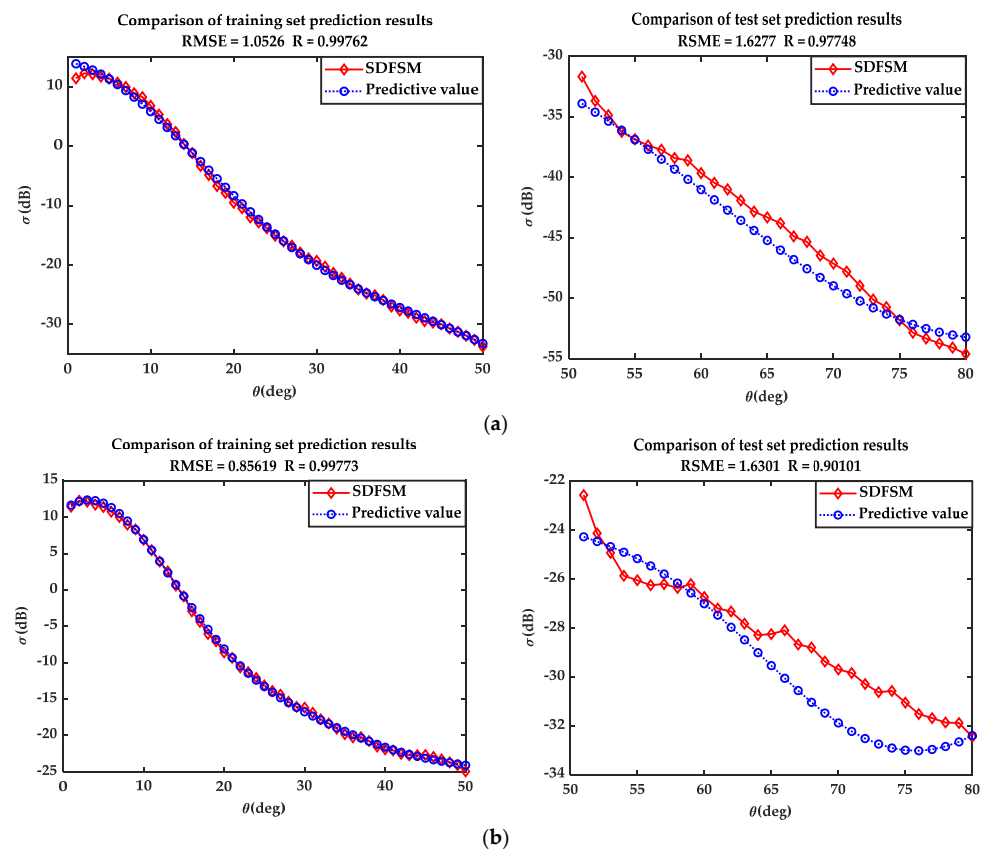 Comparison of training set prediction results
RMSE = 1.0526 R = 0.99762
SDFSM
Predictive value
10
0
-10
-20
-30
σ (dB)
0 10 20 30 40 50
θ(deg)
Comparison of test set prediction results
RSME = 1.6277 R = 0.97748
SDFSM
Predictive value
-30
-35
-40
-45
-50
-55
σ (dB)
50 55 60 65 70 75 80
θ(deg)
(a)
Comparison of training set prediction results
RMSE = 0.85619 R = 0.99773
SDFSM
Predictive value
15
10
5
0
-5
-10
-15
-20
-25
σ (dB)
0 10 20 30 40 50
θ(deg)
Comparison of test set prediction results
RSME = 1.6301 R = 0.90101
SDFSM
Predictive value
-22
-24
-26
-28
-30
-32
-34
σ (dB)
50 55 60 65 70 75 80
θ(deg)
(b)